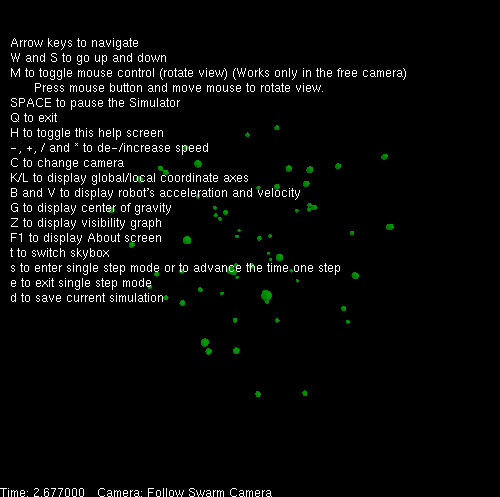 Arrow keys to navigate
W and S to go up and down
M to toggle mouse control (rotate view) (Works only in the free camera)
Press mouse button and move mouse to rotate view.
SPACE to pause the Simulator
Q to exit
H to toggle this help screen
-, +, / and * to de-/increase speed
C to change camera
K/L to display global/local coordinate axes
B and V to display robot's acceleration and velocity
G to display center of gravity
Z to display visibility graph
F1 to display About screen
t to switch skybox
s to enter single step mode or to advance the time one step
e to exit single step mode
d to save current simulation
Time: 2.677000 Camera: Follow Swarm Camera